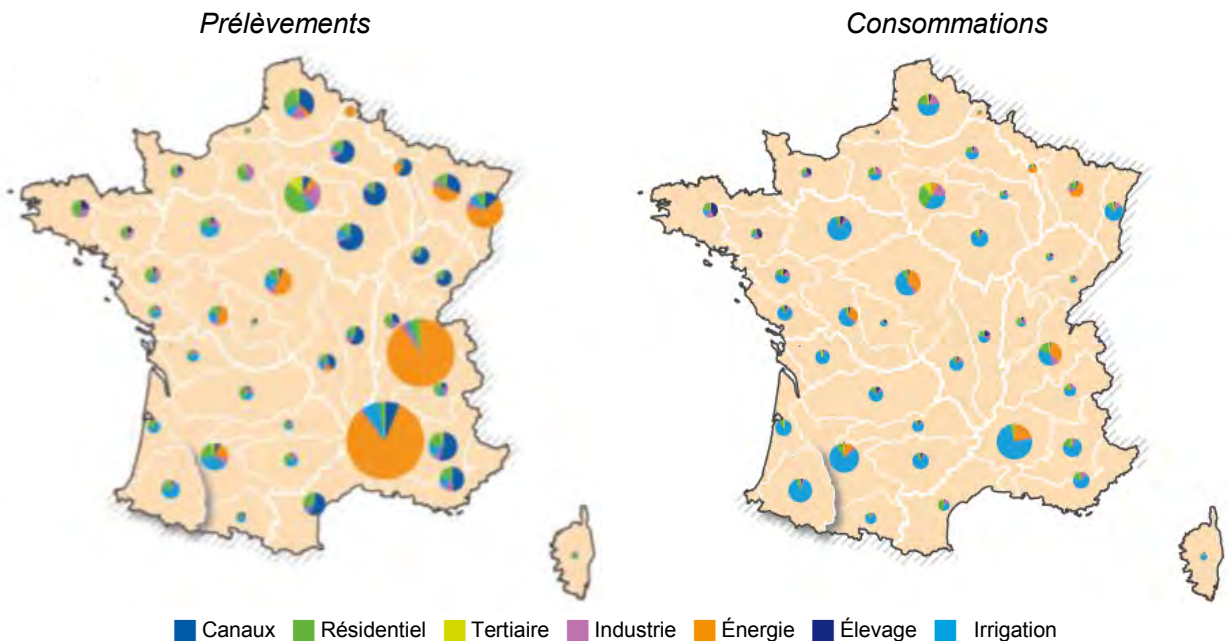 Prélèvements
Consommations
Canaux Résidentiel Tertiaire Industrie Énergie Élevage Irrigation